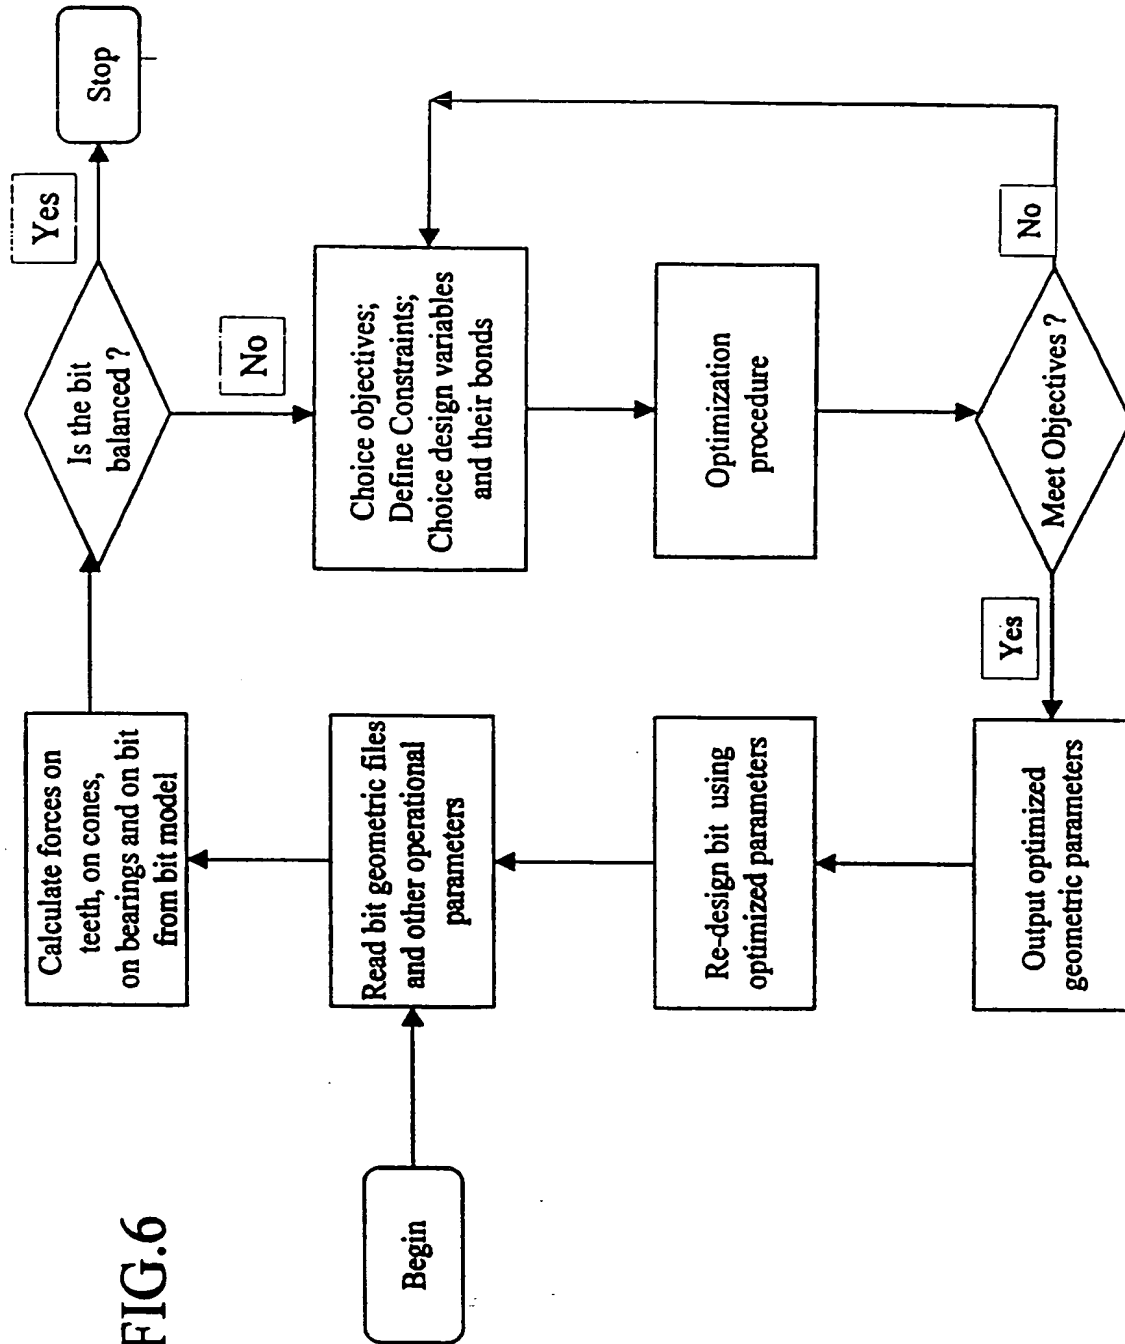 FIG.6
Begin
Read bit geometric files
and other operational
parameters
Calculate forces on
teeth, on cones,
on bearings and on bit
from bit model
Is the bit
balanced ?
Yes
Stop
No
Choice objectives;
Define Constraints;
Choice design variables
and their bonds
Optimization
procedure
Meet Objectives ?
No
Yes
Output optimized
geometric parameters
Re-design bit using
optimized parameters